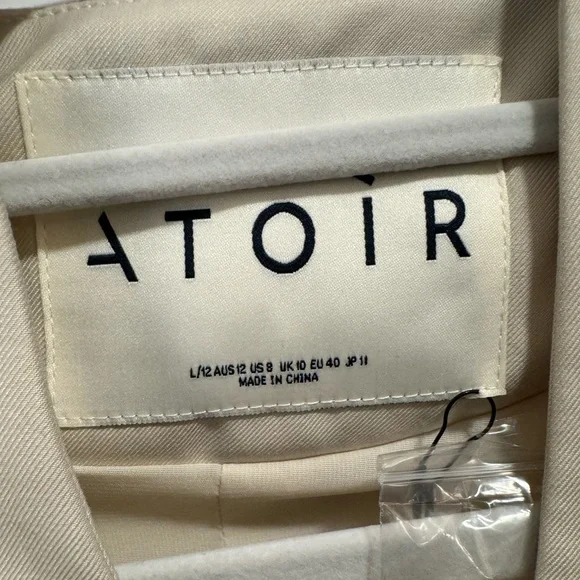 ATOÌR
L/12 AUS 12 US 8 UK 10 EU 40 JP 11
MADE IN CHINA